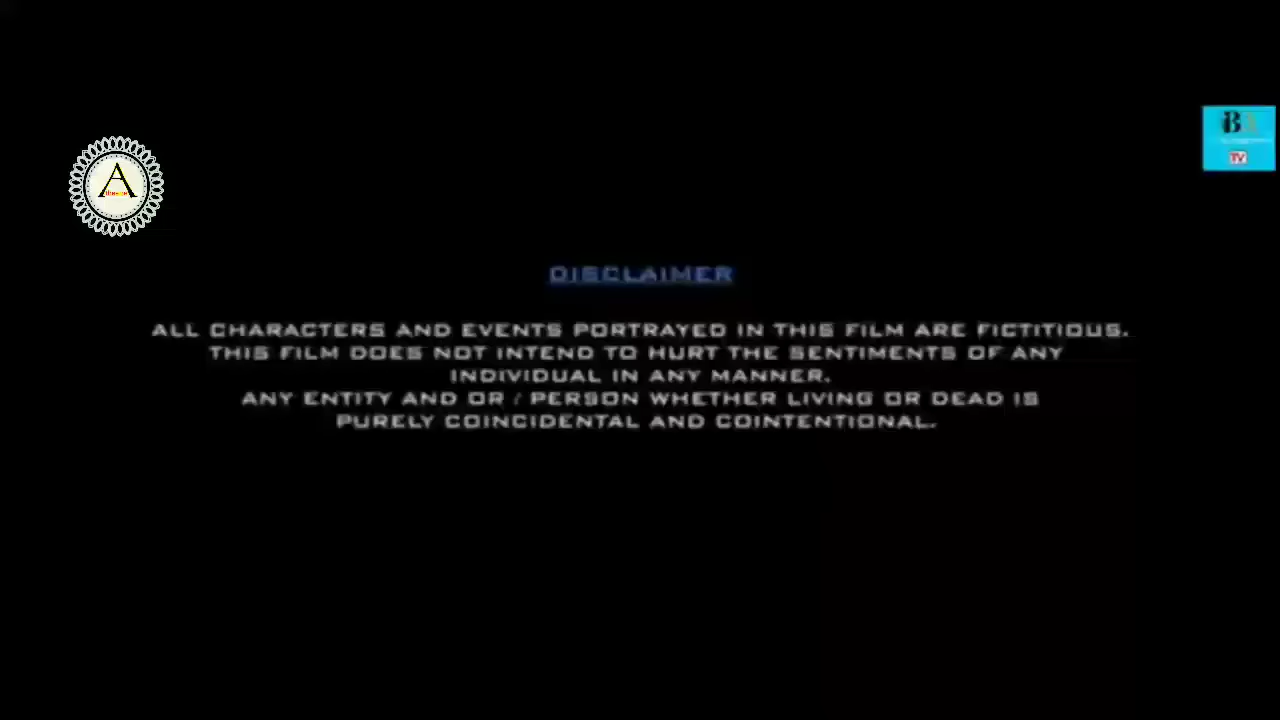 DISCLAIMER
ALL CHARACTERS AND EVENTS PORTRAYED IN THIS FILM ARE FICTITIOUS.
THIS FILM DOES NOT INTEND TO HURT THE SENTIMENTS OF ANY
INDIVIDUAL IN ANY MANNER.
ANY ENTITY AND OR / PERSON WHETHER LIVING OR DEAD IS
PURELY COINCIDENTAL AND COINTENTIONAL.
A
TV